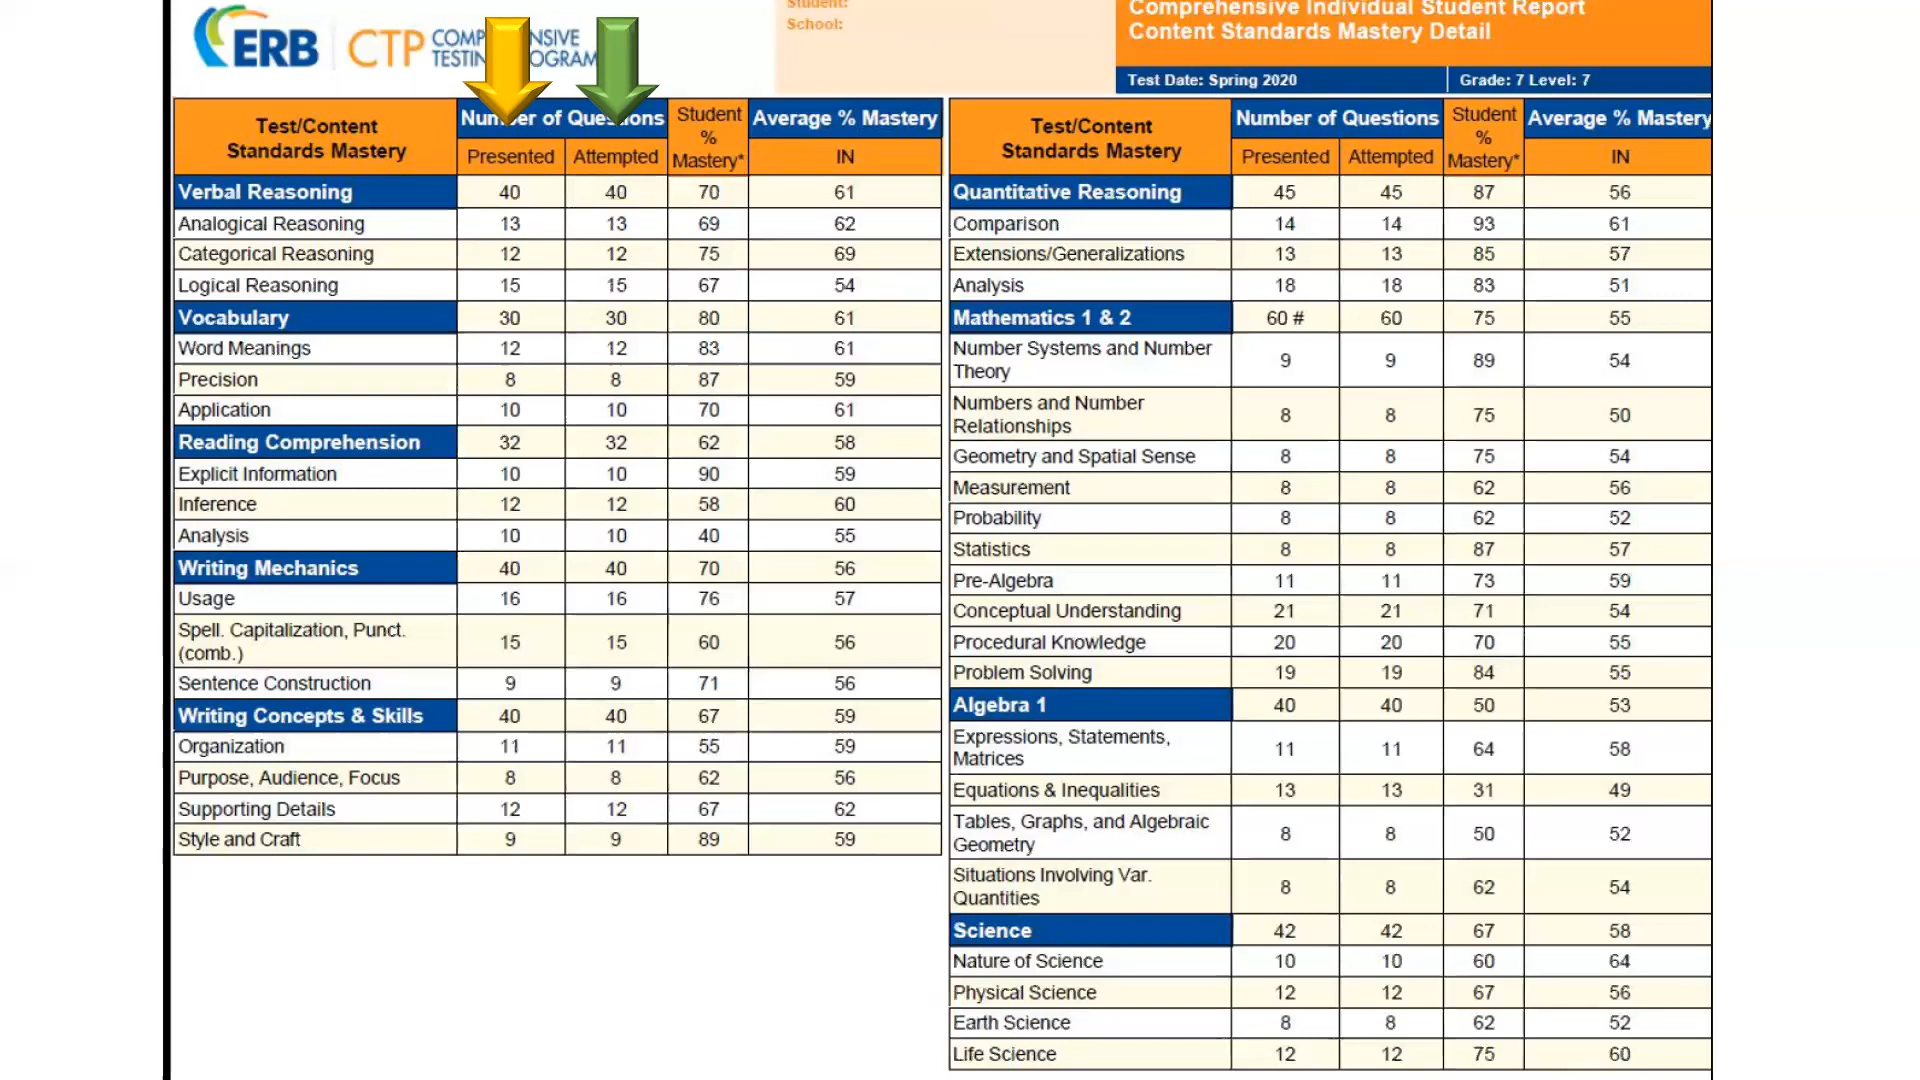 ERB CTP COMP NSIVE
TESTIN OGRAM
Student:
School:
Comprehensive Individual Student Report
Content Standards Mastery Detail
Test Date: Spring 2020 Grade: 7 Level: 7
Test/Content
Standards Mastery
Number of Questions
Presented Attempted
Student
%
Mastery*
Average % Mastery
IN
Verbal Reasoning 40 40 70 61
Analogical Reasoning 13 13 69 62
Categorical Reasoning 12 12 75 69
Logical Reasoning 15 15 67 54
Vocabulary 30 30 80 61
Word Meanings 12 12 83 61
Precision 8 8 87 59
Application 10 10 70 61
Reading Comprehension 32 32 62 58
Explicit Information 10 10 90 59
Inference 12 12 58 60
Analysis 10 10 40 55
Writing Mechanics 40 40 70 56
Usage 16 16 76 57
Spell. Capitalization, Punct.
(comb.) 15 15 60 56
Sentence Construction 9 9 71 56
Writing Concepts & Skills 40 40 67 59
Organization 11 11 55 59
Purpose, Audience, Focus 8 8 62 56
Supporting Details 12 12 67 62
Style and Craft 9 9 89 59
Test/Content
Standards Mastery
Number of Questions
Presented Attempted
Student
%
Mastery*
Average % Mastery
IN
Quantitative Reasoning 45 45 87 56
Comparison 14 14 93 61
Extensions/Generalizations 13 13 85 57
Analysis 18 18 83 51
Mathematics 1 & 2 60 # 60 75 55
Number Systems and Number
Theory 9 9 89 54
Numbers and Number
Relationships 8 8 75 50
Geometry and Spatial Sense 8 8 75 54
Measurement 8 8 62 56
Probability 8 8 62 52
Statistics 8 8 87 57
Pre-Algebra 11 11 73 59
Conceptual Understanding 21 21 71 54
Procedural Knowledge 20 20 70 55
Problem Solving 19 19 84 55
Algebra 1 40 40 50 53
Expressions, Statements,
Matrices 11 11 64 58
Equations & Inequalities 13 13 31 49
Tables, Graphs, and Algebraic
Geometry 8 8 50 52
Situations Involving Var.
Quantities 8 8 62 54
Science 42 42 67 58
Nature of Science 10 10 60 64
Physical Science 12 12 67 56
Earth Science 8 8 62 52
Life Science 12 12 75 60